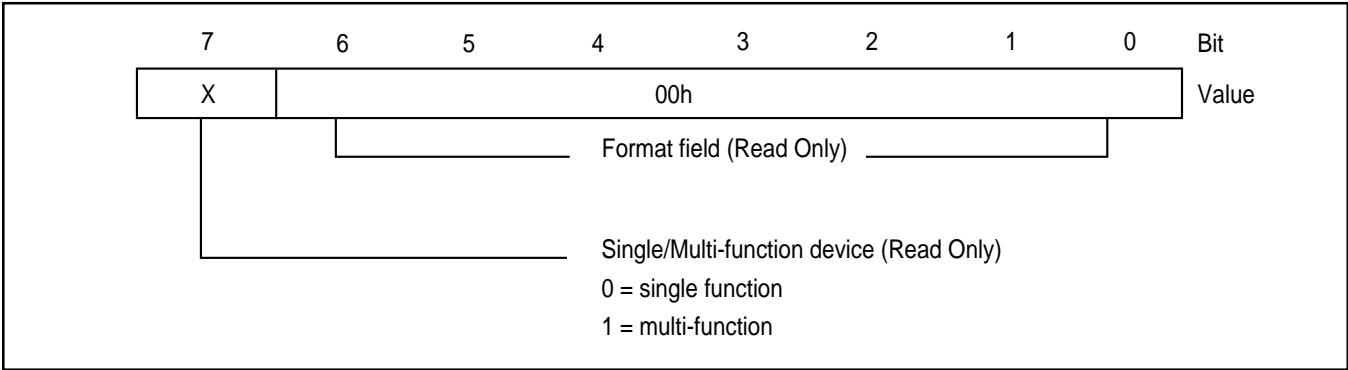 7 6 5 4 3 2 1 0 Bit
X 00h Value
Format field (Read Only)
Single/Multi-function device (Read Only)
0 = single function
1 = multi-function